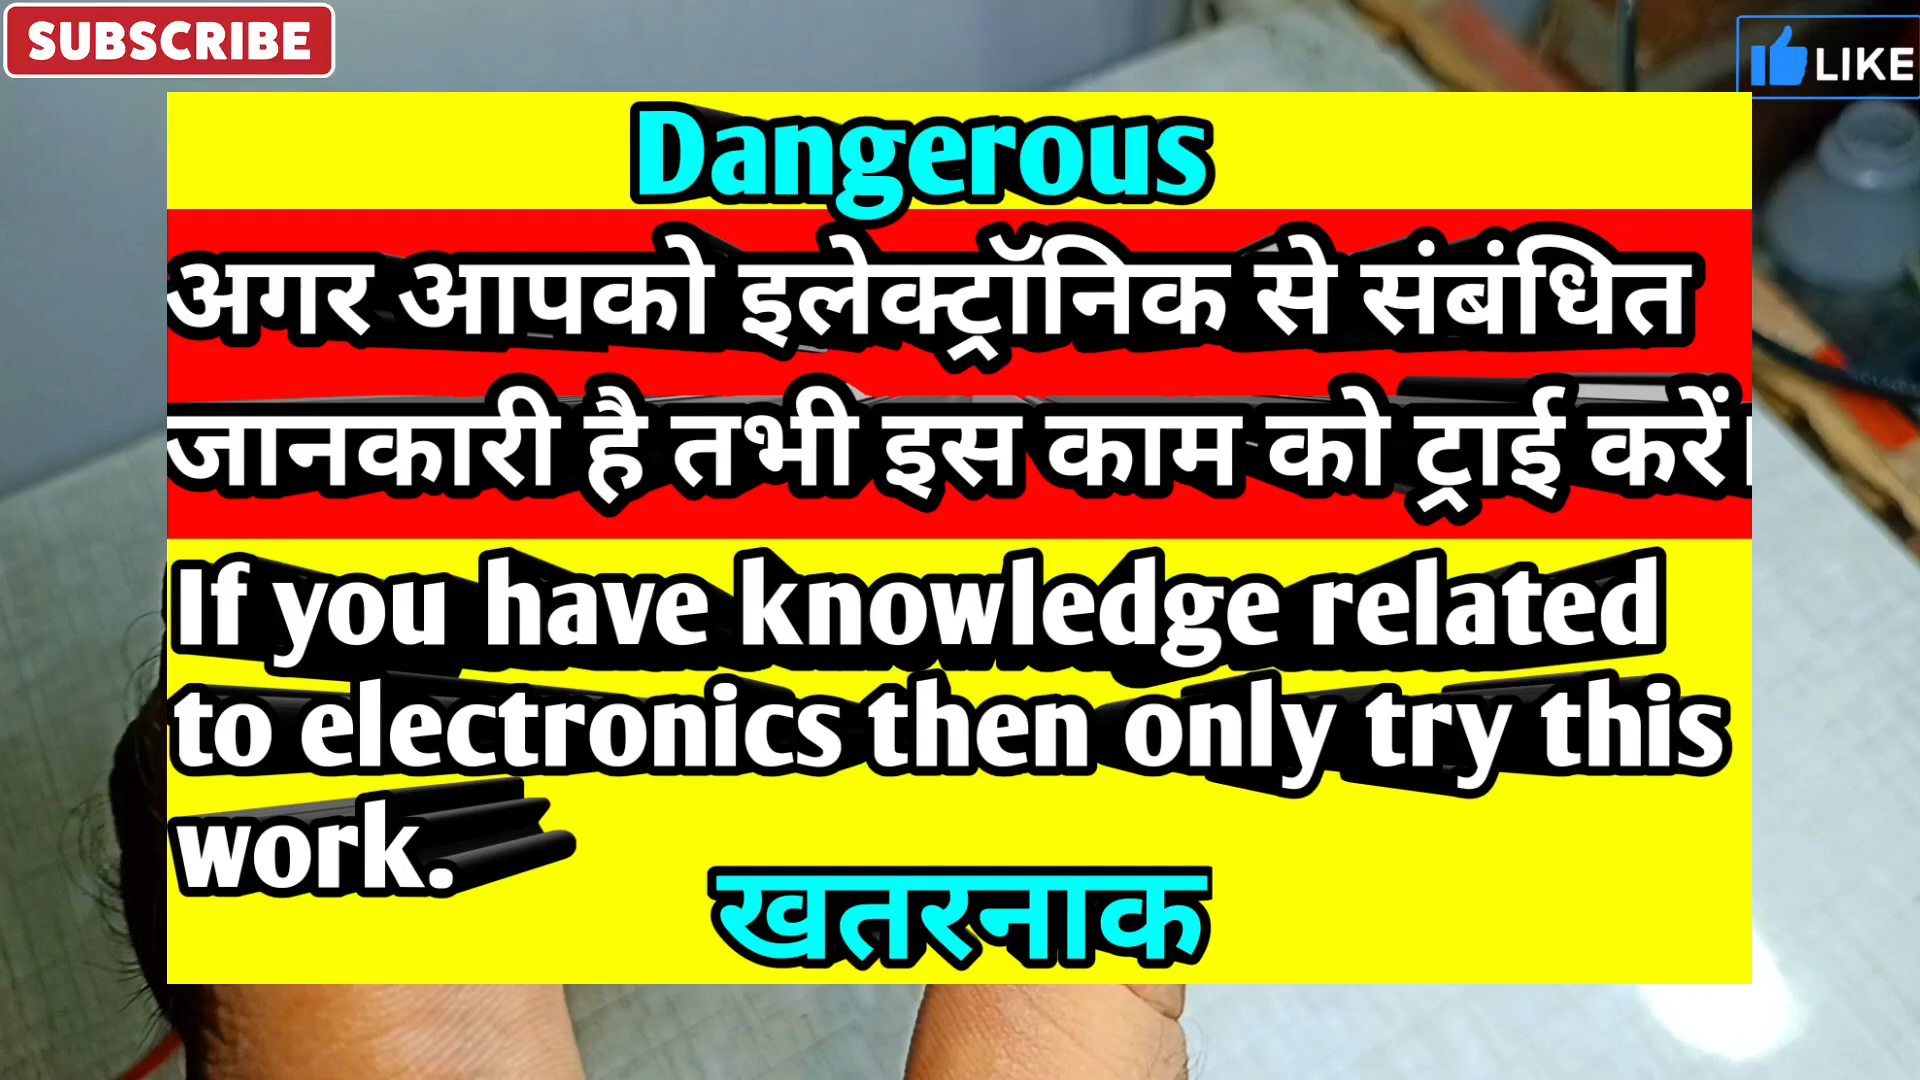 SUBSCRIBE
LIKE
Dangerous
अगर आपको इलेक्ट्रॉनिक से संबंधित
जानकारी है तभी इस काम को ट्राई करें।
If you have knowledge related
to electronics then only try this
work.
खतरनाक